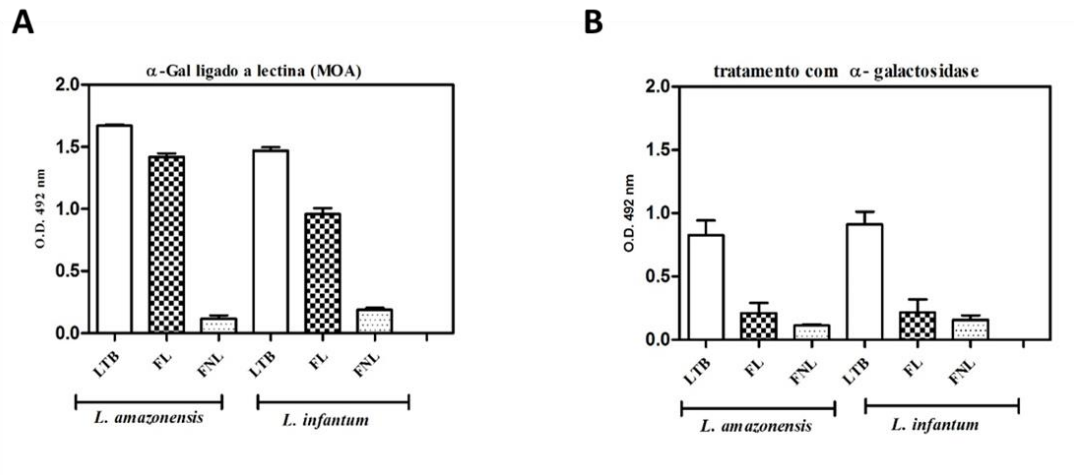 A
α-Gal ligado a lectina (MOA)
O.D. 492 nm
2.0
1.5
1.0
0.5
0.0
LTB FL FNL LTB FL FNL
L. amazonensis L. infantum
B
tratamento com α- galactosidase
O.D. 492 nm
2.0
1.5
1.0
0.5
0.0
LTB FL FNL LTB FL FNL
L. amazonensis L. infantum